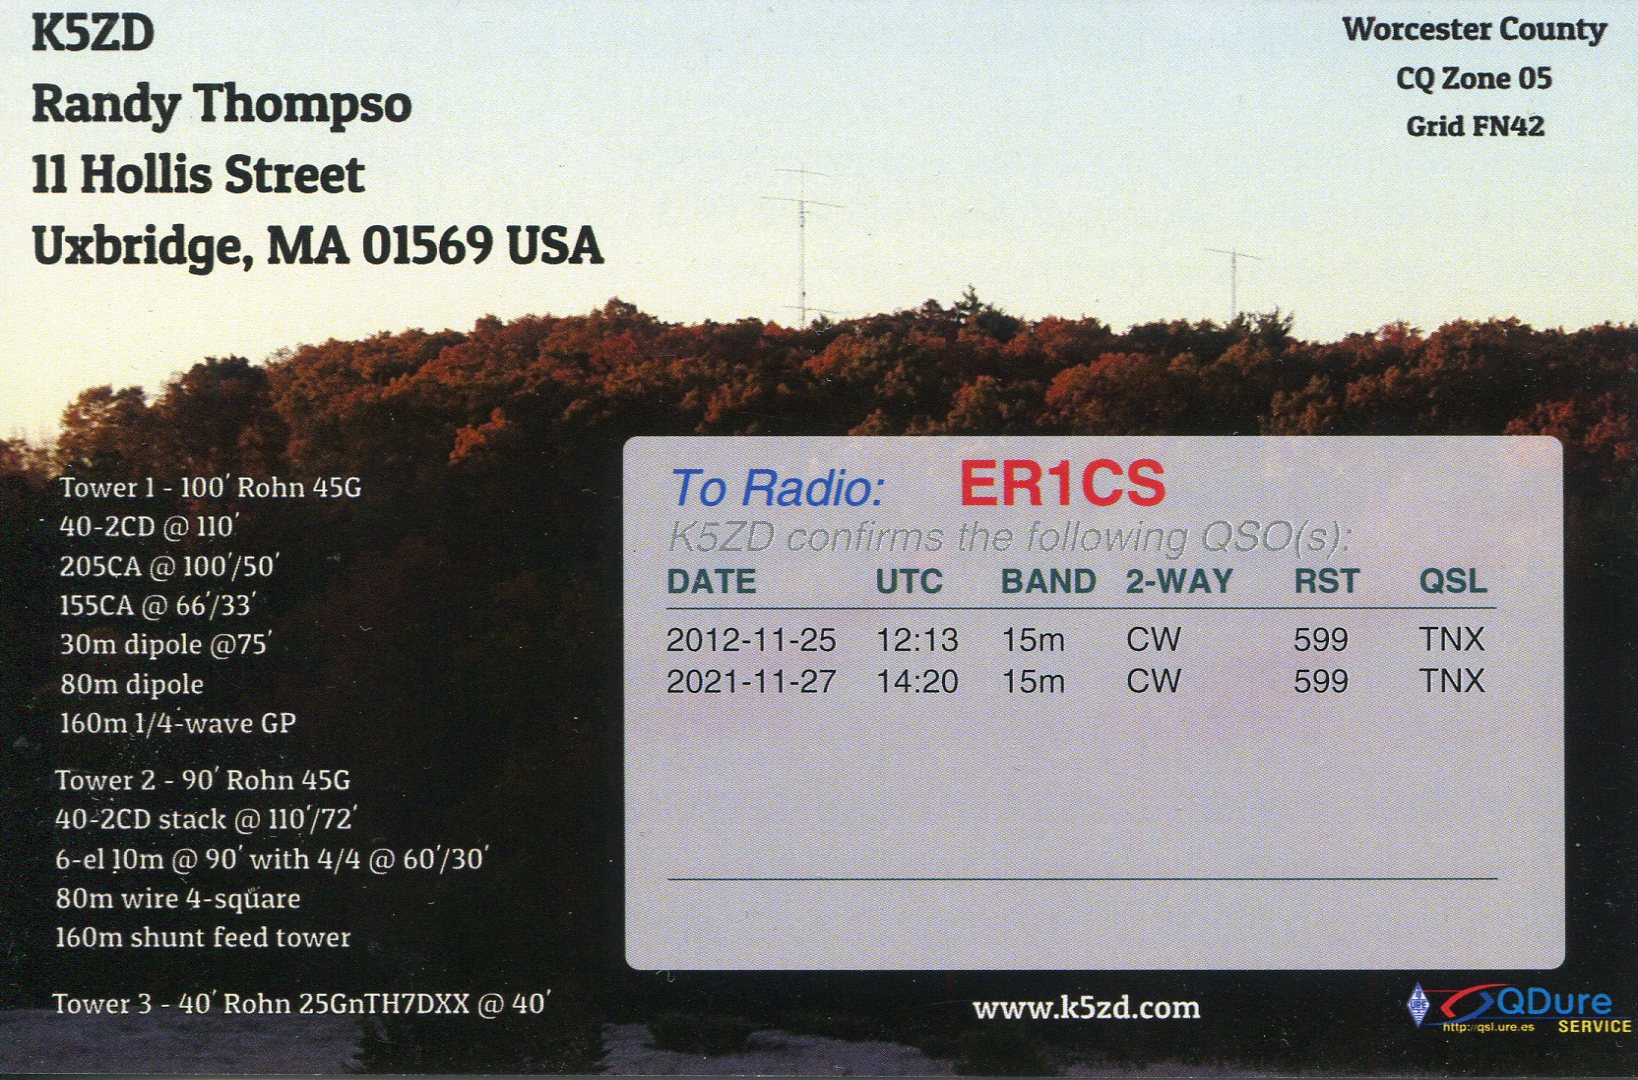 K5ZD
Randy Thompso
11 Hollis Street
Uxbridge, MA 01569 USA
Worcester County
CQ Zone 05
Grid FN42
Tower 1 - 100' Rohn 45G
40-2CD @ 110'
205CA @ 100'/50'
155CA @ 66'/33'
30m dipole @75'
80m dipole
160m 1/4-wave GP
Tower 2 - 90' Rohn 45G
40-2CD stack @ 110'/72'
6-el 10m @ 90' with 4/4 @ 60'/30'
80m wire 4-square
160m shunt feed tower
Tower 3 - 40' Rohn 25GnTH7DXX @ 40'
To Radio: ER1CS
K5ZD confirms the following QSO(s):
DATE UTC BAND 2-WAY RST QSL
2012-11-25 12:13 15m CW 599 TNX
2021-11-27 14:20 15m CW 599 TNX
www.k5zd.com
URE
QDure
http://qsl.ure.es SERVICE